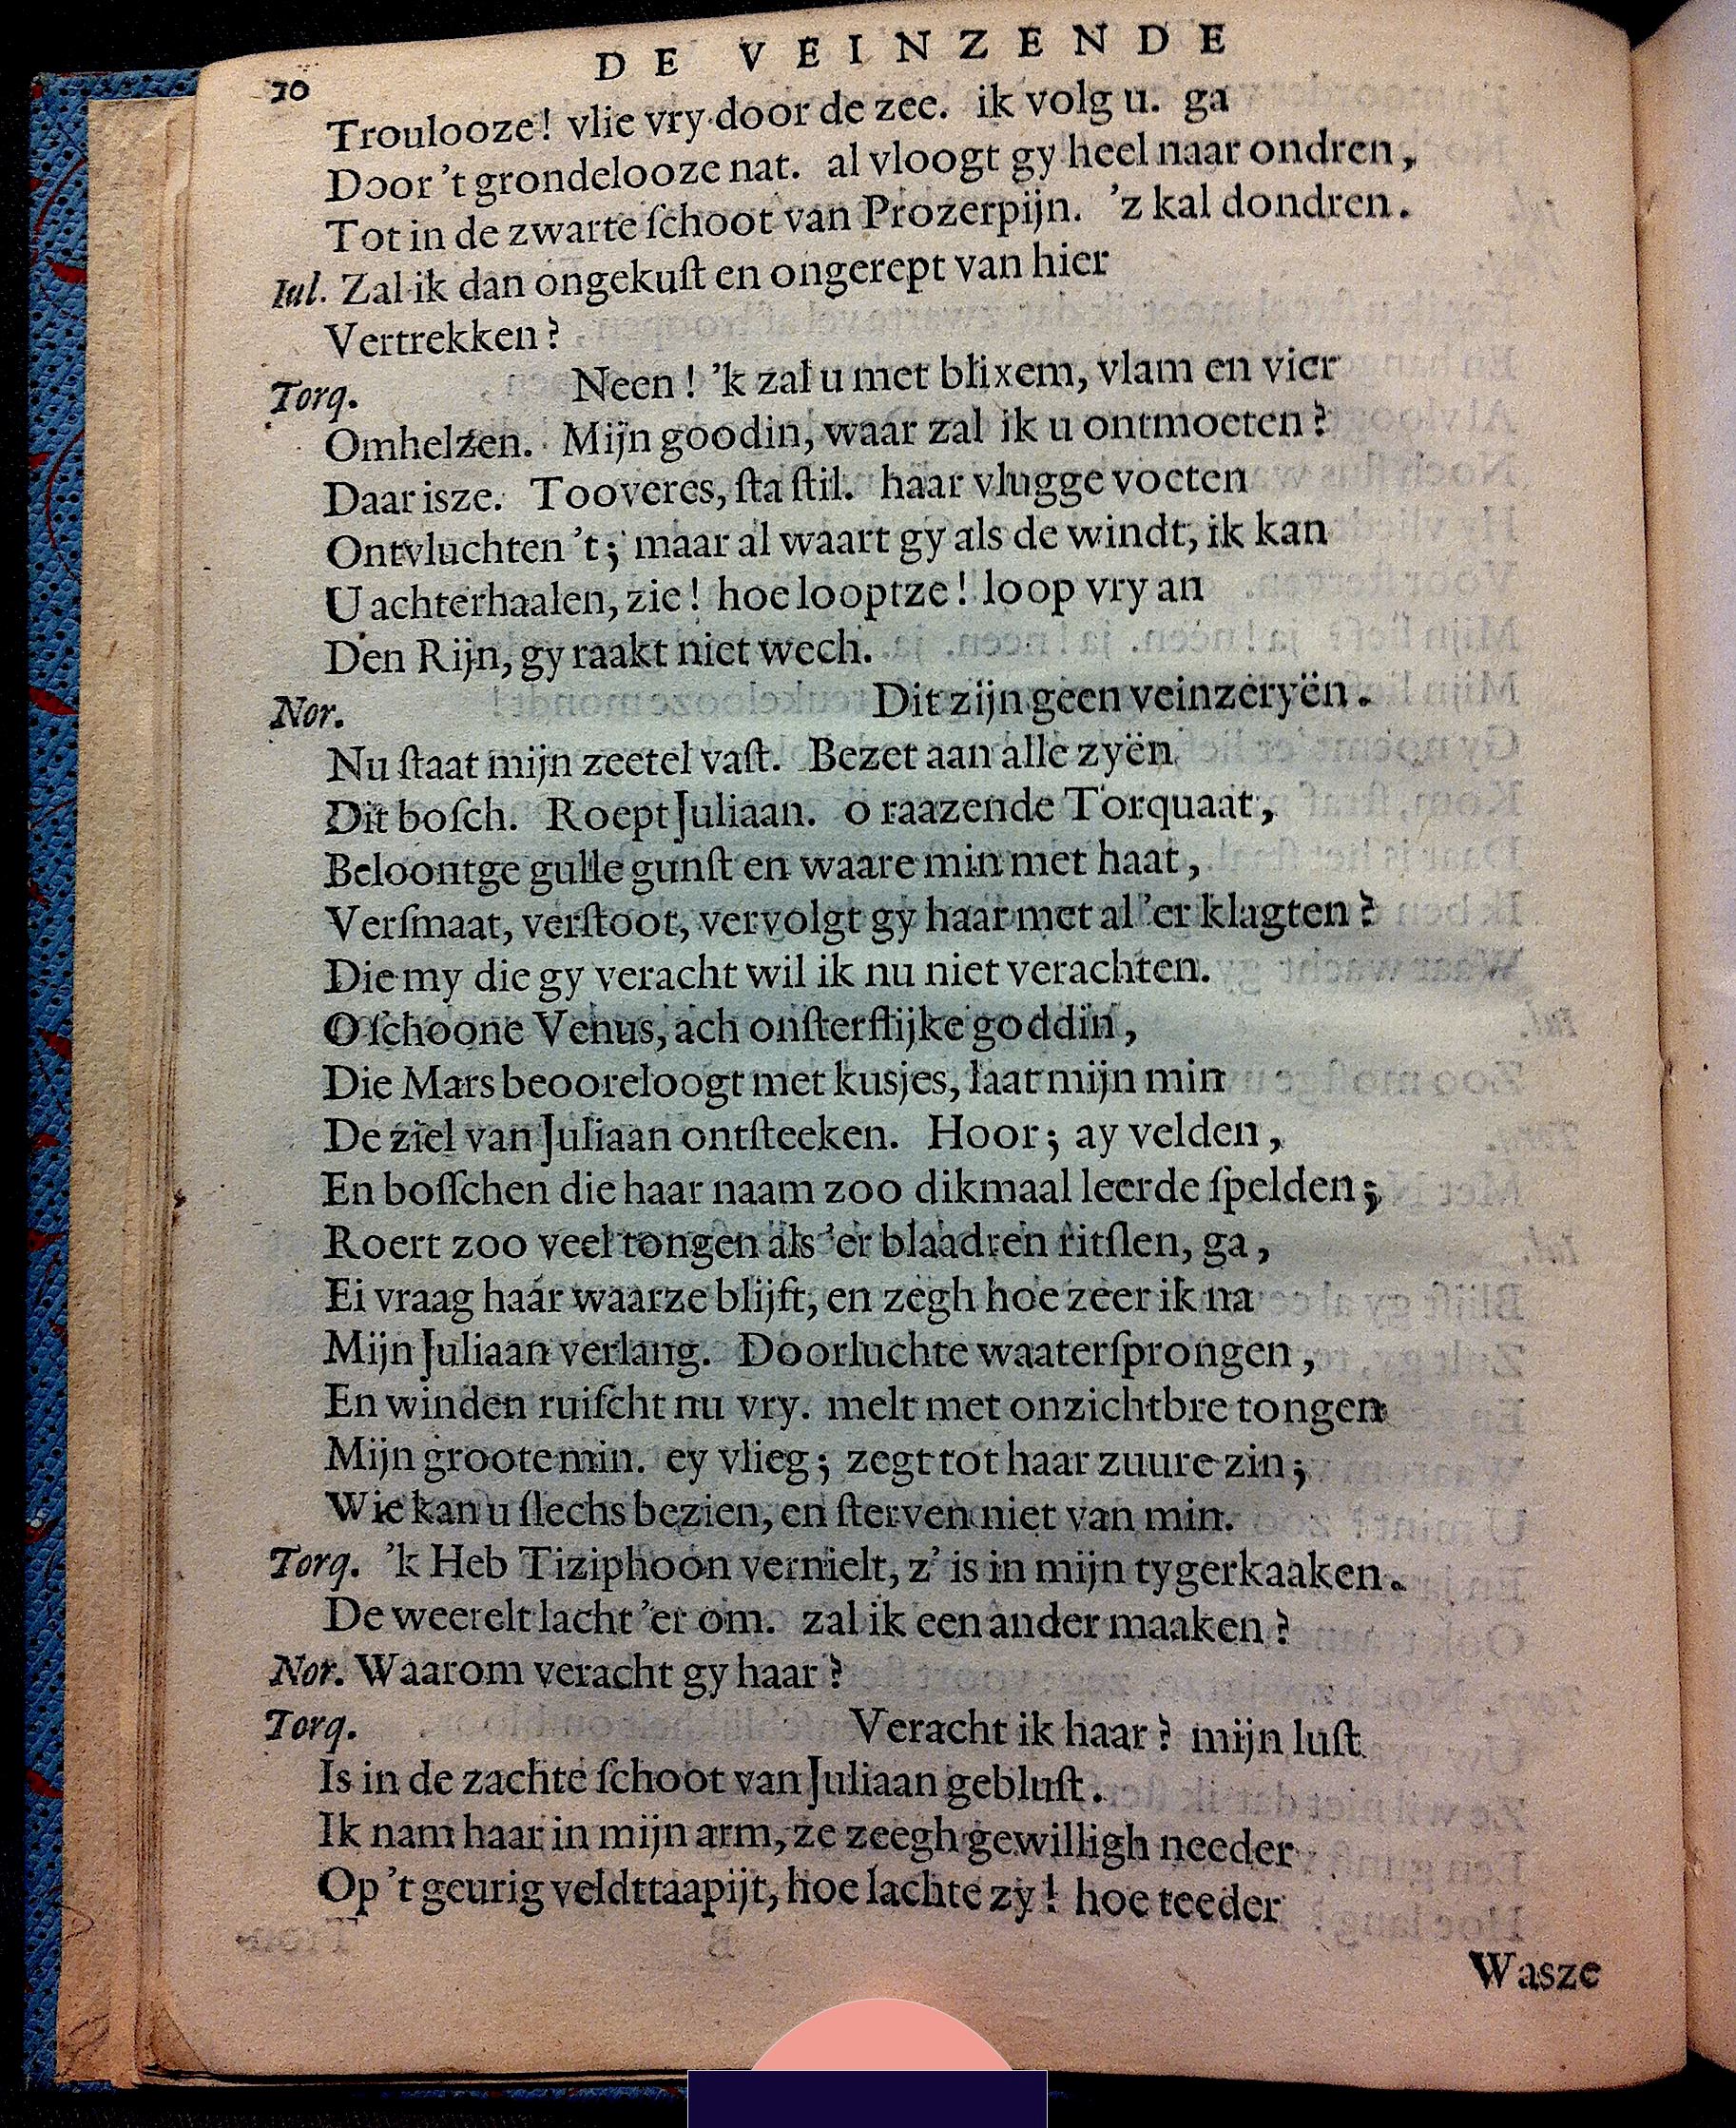 10 DE VEINZENDE
Troulooze! vlie vry door de zee. ik volg u. ga
Door 't grondelooze nat. al vloogt gy heel naar ondren,
Tot in de zwarte ſchoot van Prozerpijn. 'z kal dondren.
Iul. Zal ik dan ongekuſt en ongerept van hier
Vertrekken?
Torq. Neen! 'k zal u met blixem, vlam en vier
Omhelzen. Mijn goodin, waar zal ik u ontmoeten?
Daar isze. Tooveres, ſta ſtil. haar vlugge voeten
Ontvluchten 't; maar al waart gy als de windt, ik kan
U achterhaalen, zie! hoe looptze! loop vry an
Den Rijn, gy raakt niet wech.
Nor. Dit zijn geen veinzeryën.
Nu ſtaat mijn zeetel vaſt. Bezet aan alle zyën
Dit boſch. Roept Juliaan. o raazende Torquaat,
Beloontge gulle gunſt en waare min met haat,
Verſmaat, verſtoot, vervolgt gy haar met al 'er klagten?
Die my die gy veracht wil ik nu niet verachten.
O ſchoone Venus, ach onſterflijke goddin,
Die Mars beooreloogt met kusjes, laat mijn min
De ziel van Juliaan ontſteeken. Hoor; ay velden,
En boſſchen die haar naam zoo dikmaal leerde ſpelden;
Roert zoo veel tongen als 'er blaadren ritſlen, ga,
Ei vraag haar waarze blijft, en zegh hoe zeer ik na
Mijn Juliaan verlang. Doorluchte waaterſprongen,
En winden ruiſcht nu vry. melt met onzichtbre tongen
Mijn groote min. ey vlieg; zegt tot haar zuure zin;
Wie kan u ſlechs bezien, en ſterven niet van min.
Torq. 'k Heb Tiziphoon vernielt, z' is in mijn tygerkaaken.
De weerelt lacht 'er om. zal ik een ander maaken?
Nor. Waarom veracht gy haar?
Torq. Veracht ik haar? mijn luſt
Is in de zachte ſchoot van Juliaan gebluſt.
Ik nam haar in mijn arm, ze zeegh gewilligh needer
Op 't geurig veldttaapijt, hoe lachte zy! hoe teeder
Wasze